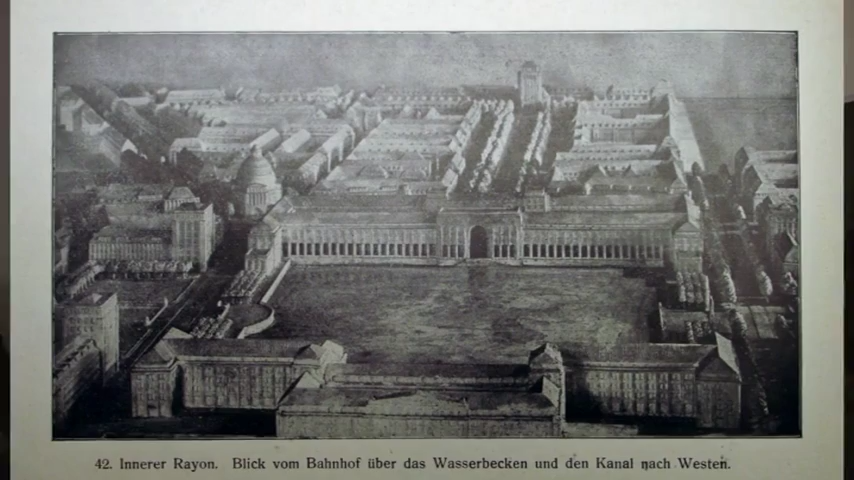 42. Innerer Rayon. Blick vom Bahnhof über das Wasserbecken und den Kanal nach Westen.